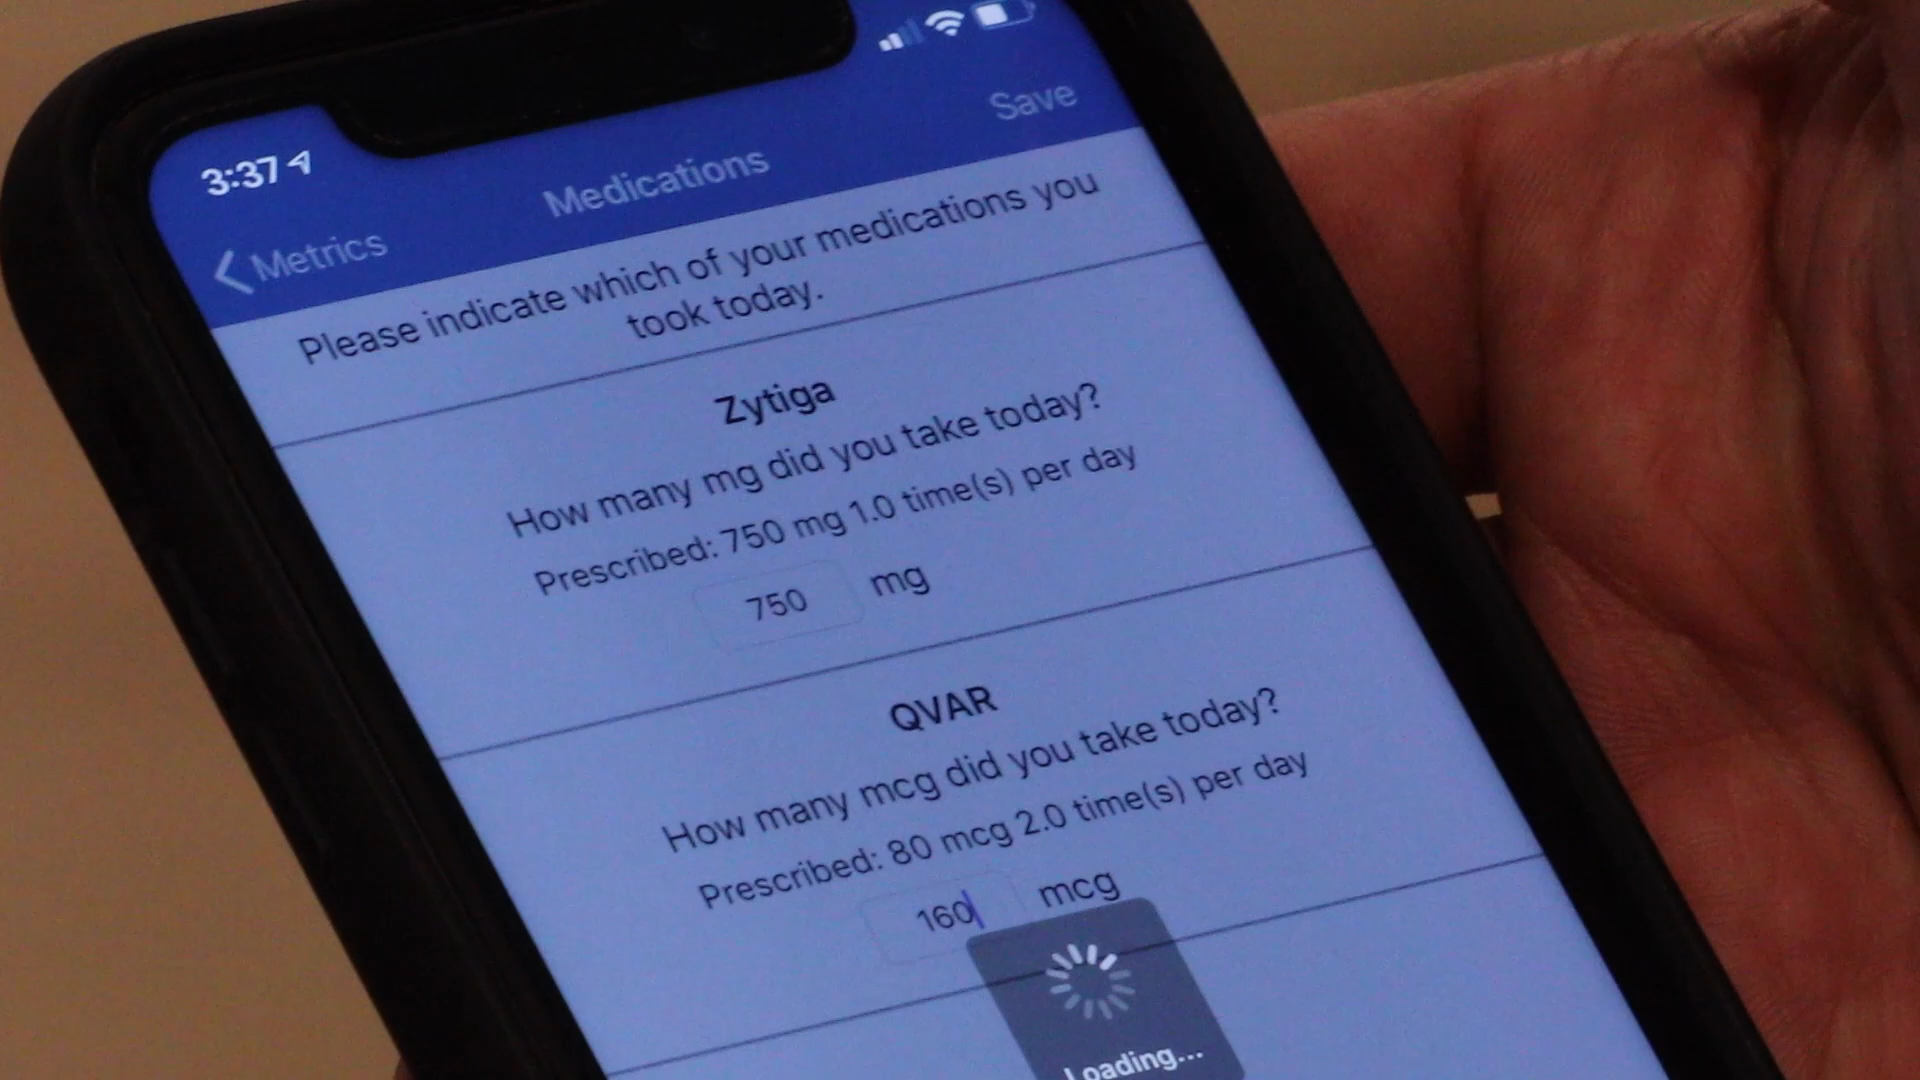 3:37
Save
Medications
Metrics
Please indicate which of your medications you
took today.
Zytiga
How many mg did you take today?
Prescribed: 750 mg 1.0 time(s) per day
750 mg
QVAR
How many mcg did you take today?
Prescribed: 80 mcg 2.0 time(s) per day
160 mcg
Loading...